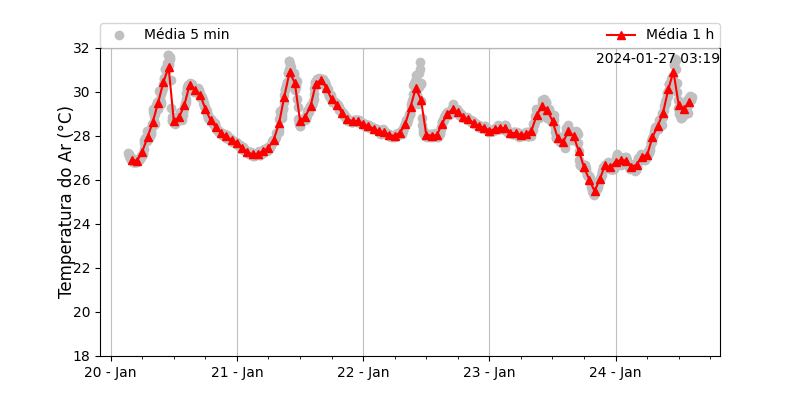 Média 5 min
Média 1 h
2024-01-27 03:19
Temperatura do Ar (°C)
32
30
28
26
24
22
20
18
20 - Jan
21 - Jan
22 - Jan
23 - Jan
24 - Jan